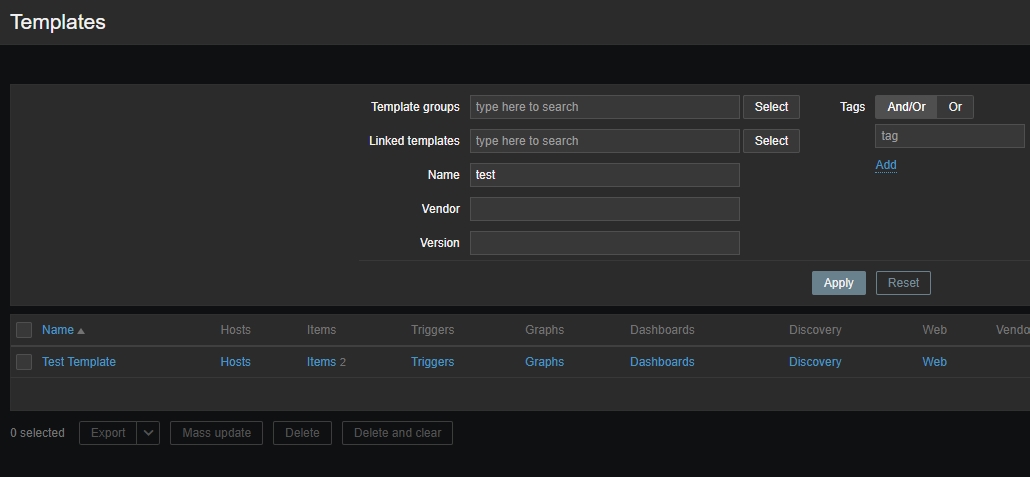 Templates
Template groups type here to search Select Tags And/Or Or
Linked templates type here to search Select tag
Name test Add
Vendor
Version
Apply Reset
Name Hosts Items Triggers Graphs Dashboards Discovery Web Vendo
Test Template Hosts Items 2 Triggers Graphs Dashboards Discovery Web
0 selected Export Mass update Delete Delete and clear